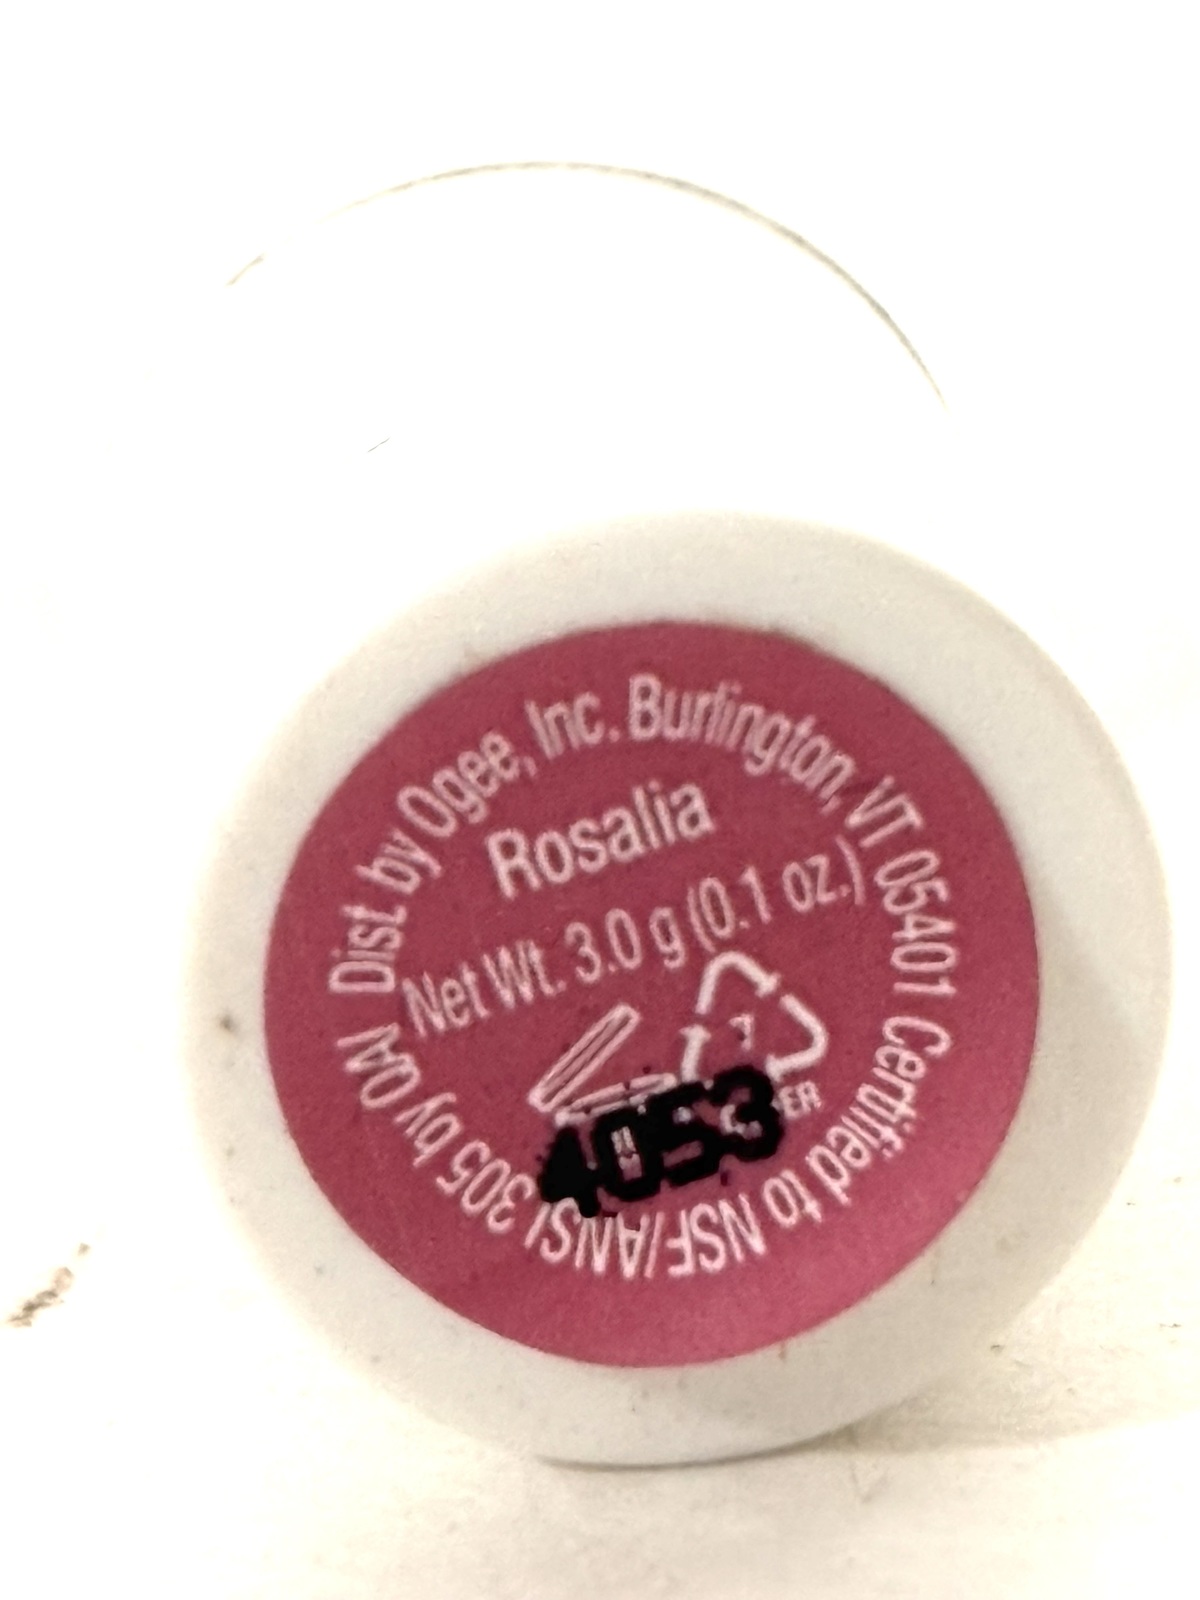 Dist. by Ogee, Inc. Burlington, VT 05401 Certified to NSF/ANSI 305 by QAI
Rosalia
Net Wt. 3.0 g (0.1 oz.)
7
4053